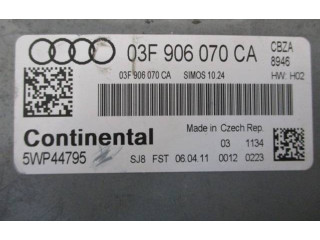 03F 906 070 CA CBZA
8946
03F 906 070 CA SIMOS 10.24 HW: H02
Continental Made in Czech Rep.
5WP44795 03 1134
SJ8 FST 06.04.11 0012 0223